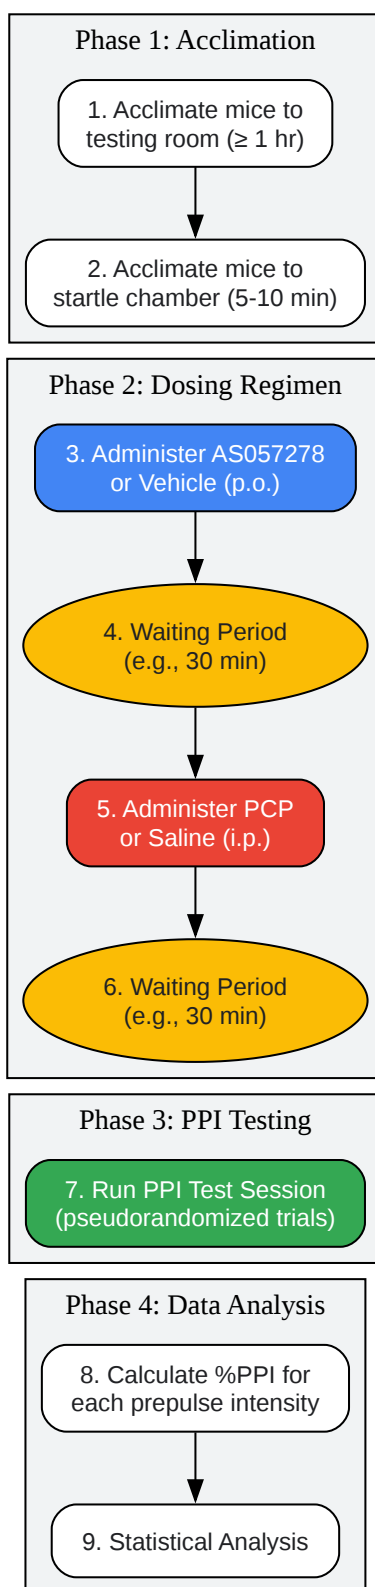 Phase 1: Acclimation
1. Acclimate mice to
testing room (≥ 1 hr)
2. Acclimate mice to
startle chamber (5-10 min)
Phase 2: Dosing Regimen
3. Administer AS057278
or Vehicle (p.o.)
4. Waiting Period
(e.g., 30 min)
5. Administer PCP
or Saline (i.p.)
6. Waiting Period
(e.g., 30 min)
Phase 3: PPI Testing
7. Run PPI Test Session
(pseudorandomized trials)
Phase 4: Data Analysis
8. Calculate %PPI for
each prepulse intensity
9. Statistical Analysis